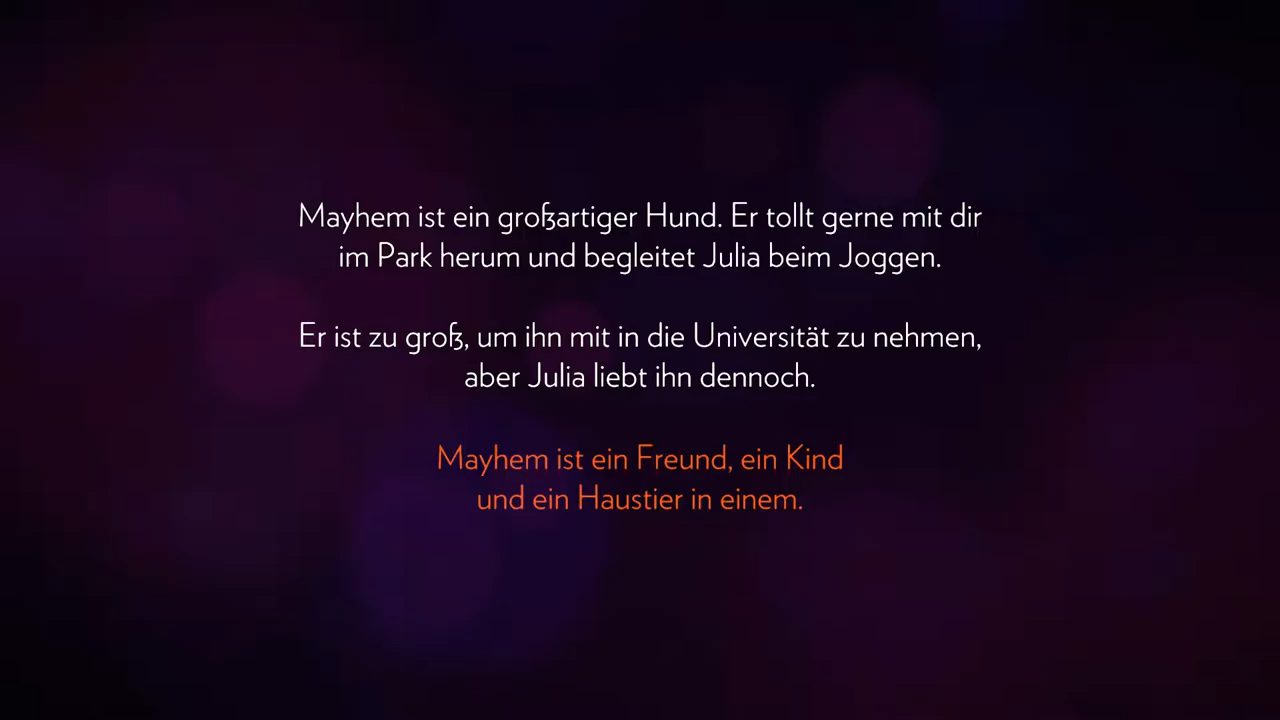 Mayhem ist ein großartiger Hund. Er tollt gerne mit dir
im Park herum und begleitet Julia beim Joggen.
Er ist zu groß, um ihn mit in die Universität zu nehmen,
aber Julia liebt ihn dennoch.
Mayhem ist ein Freund, ein Kind
und ein Haustier in einem.